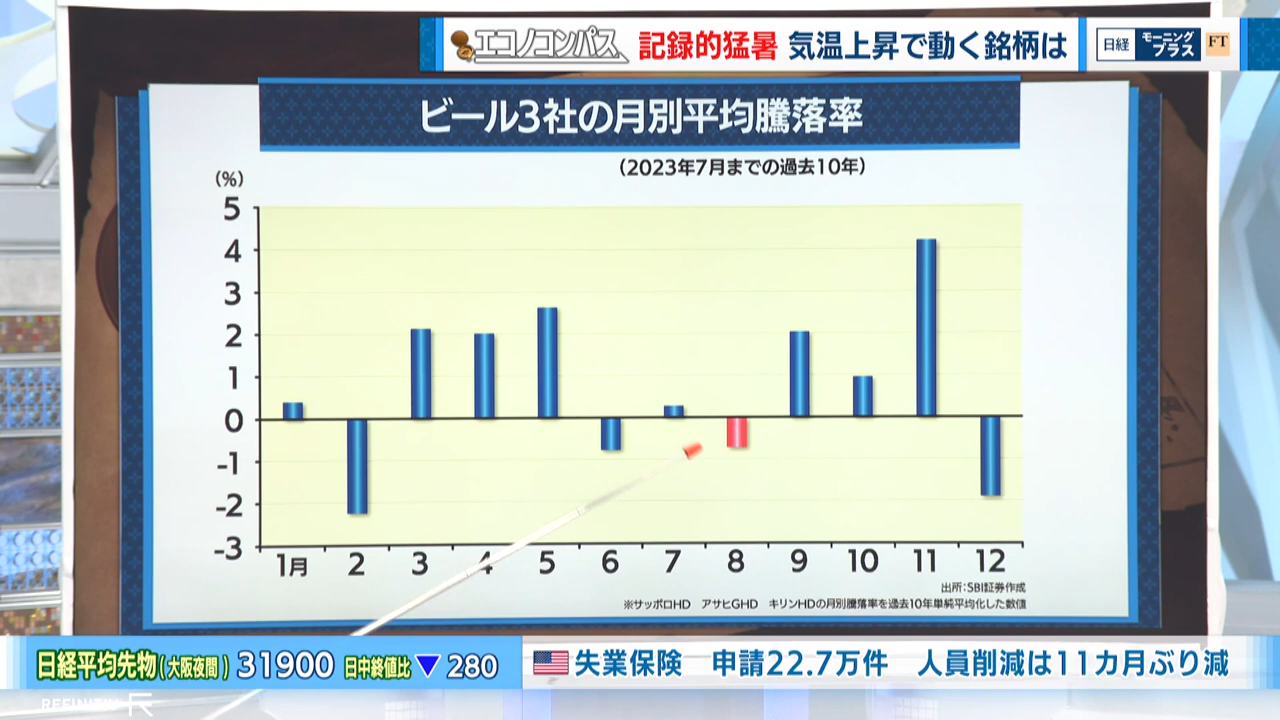 エコノコンパス
記録的猛暑 気温上昇で動く銘柄は
日経 モーニングプラス FT
ビール3社の月別平均騰落率
(2023年7月までの過去10年)
(%)
5
4
3
2
1
0
-1
-2
-3
1月 2 3 4 5 6 7 8 9 10 11 12
出所:SBI証券作成
※サッポロHD アサヒGHD キリンHDの月別騰落率を過去10年単純平均化した数値
日経平均先物(大阪夜間) 31900 日中終値比▼280
失業保険 申請22.7万件 人員削減は11カ月ぶり減
REFINITIV